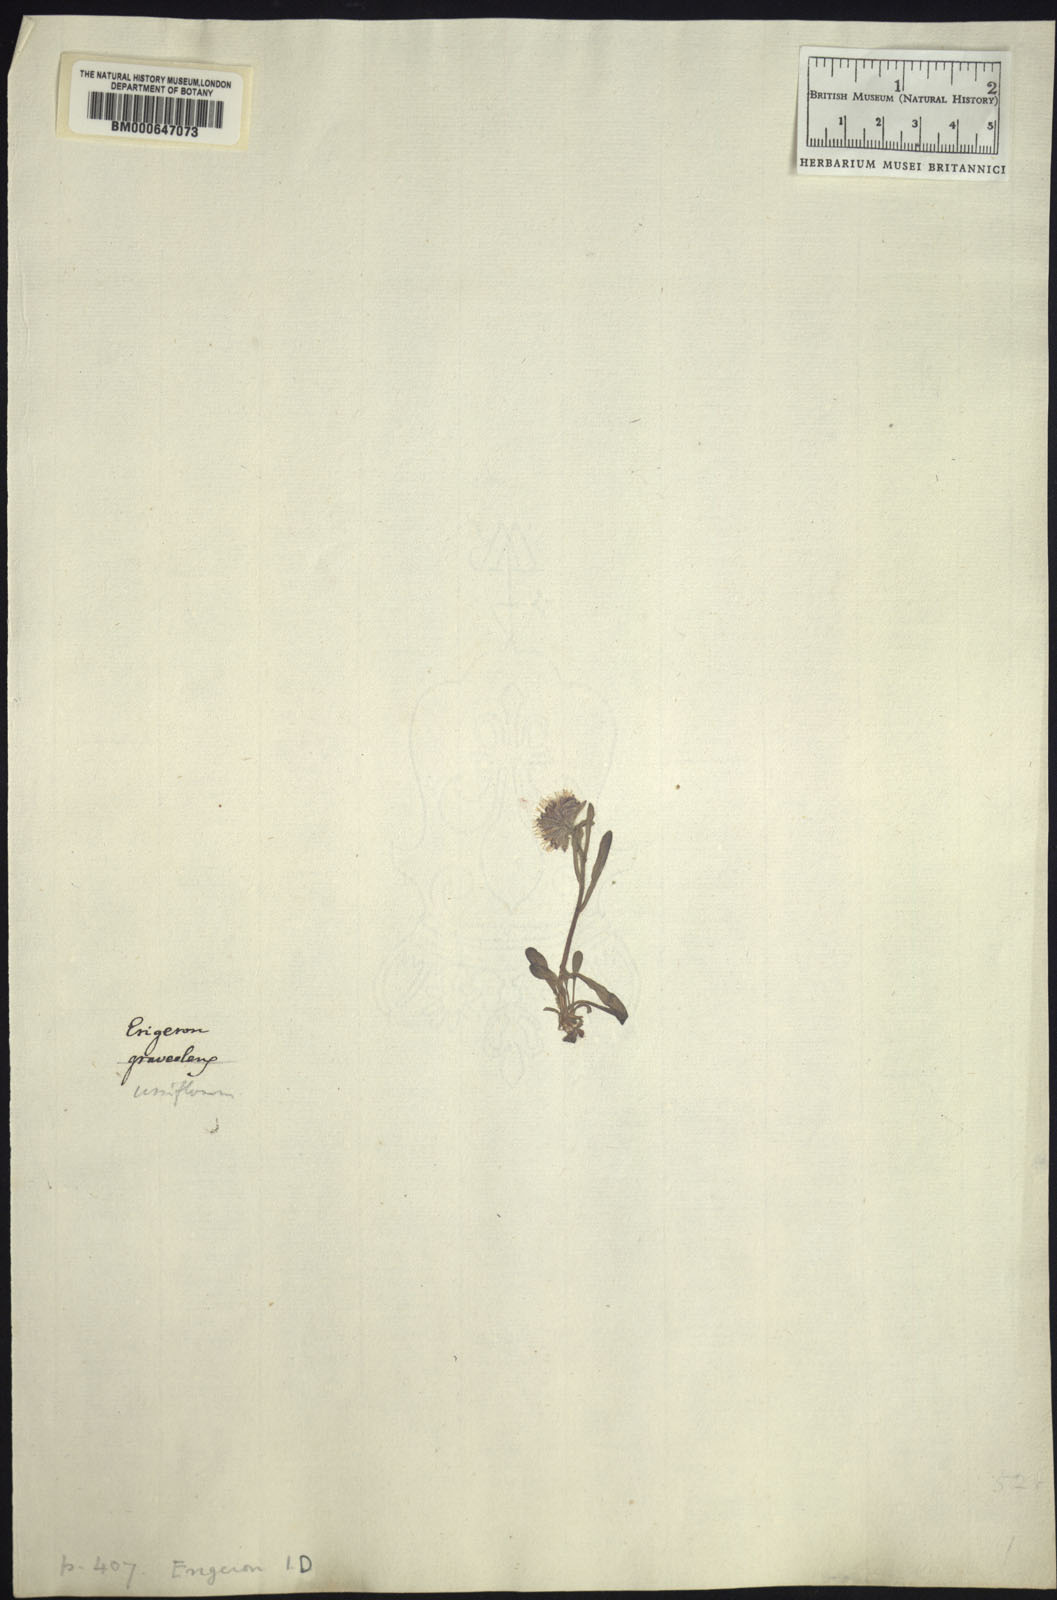 THE NATURAL HISTORY MUSEUM, LONDON
DEPARTMENT OF BOTANY
BM000647073
1 2
BRITISH MUSEUM (NATURAL HISTORY)
1 2 3 4 5
HERBARIUM MUSEI BRITANNICI
Erigeron
graveolens
uniflorum
p. 407. Erigeron 1D